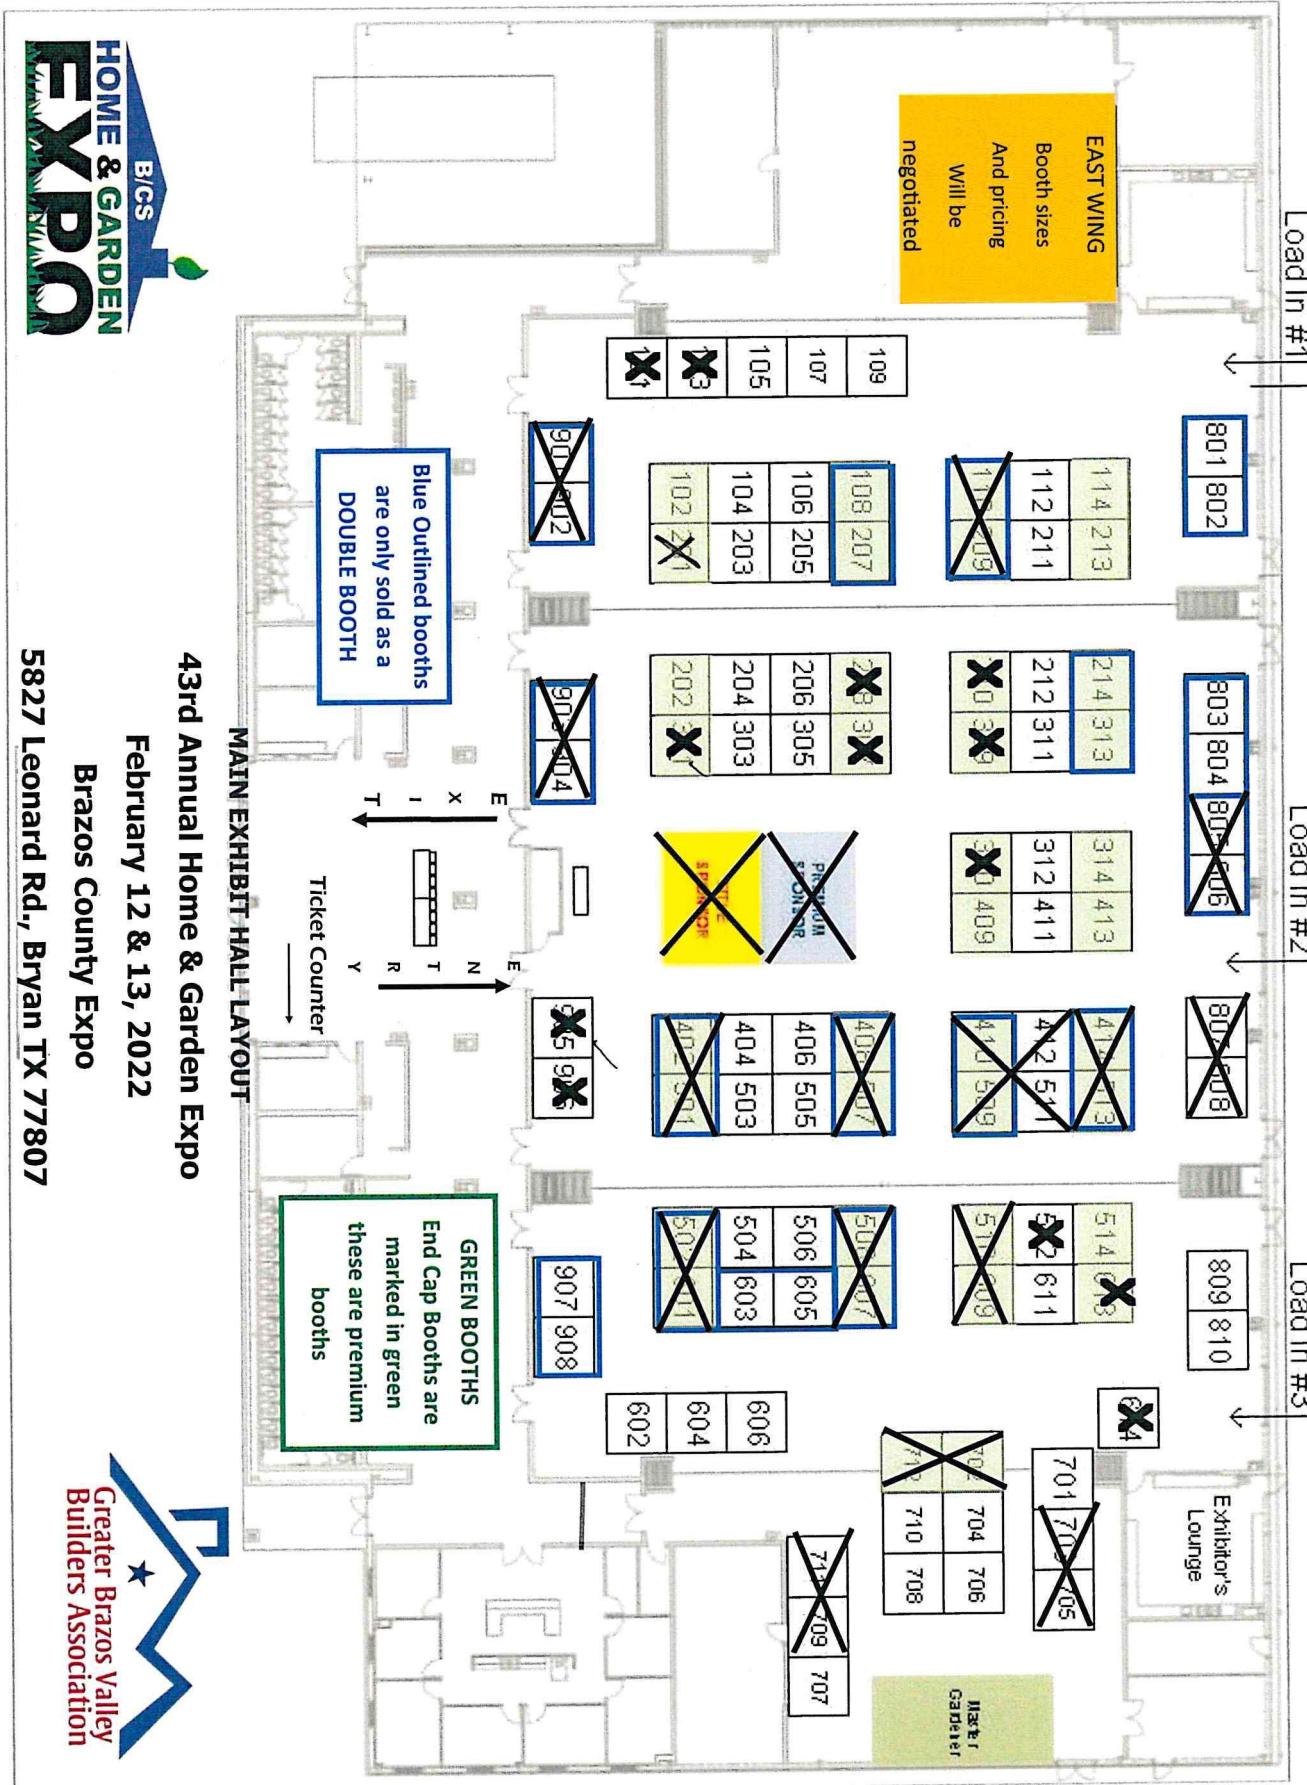 Load In #1
Load In #2
Load In #3
EAST WING
Booth sizes
And pricing
Will be
negotiated
801 802
803 804
809 810
Exhibitor's
Lounge
114 213
112 211
214 313
212 311
314 413
312 411
409
514
611
701
109
107
105
108 207
106 205
104 203
102
206 305
204 303
202
PREMIUM
SPONSOR
406 505
404 503
506 605
504 603
606
604
602
704 706
710 708
707
Master
Gardener
907 908
E X I T
E N T R Y
Ticket Counter
Blue Outlined booths
are only sold as a
DOUBLE BOOTH
GREEN BOOTHS
End Cap Booths are
marked in green
these are premium
booths
MAIN EXHIBIT HALL LAYOUT
43rd Annual Home & Garden Expo
February 12 & 13, 2022
Brazos County Expo
5827 Leonard Rd., Bryan TX 77807
B/CS
HOME & GARDEN
EXPO
Greater Brazos Valley
Builders Association